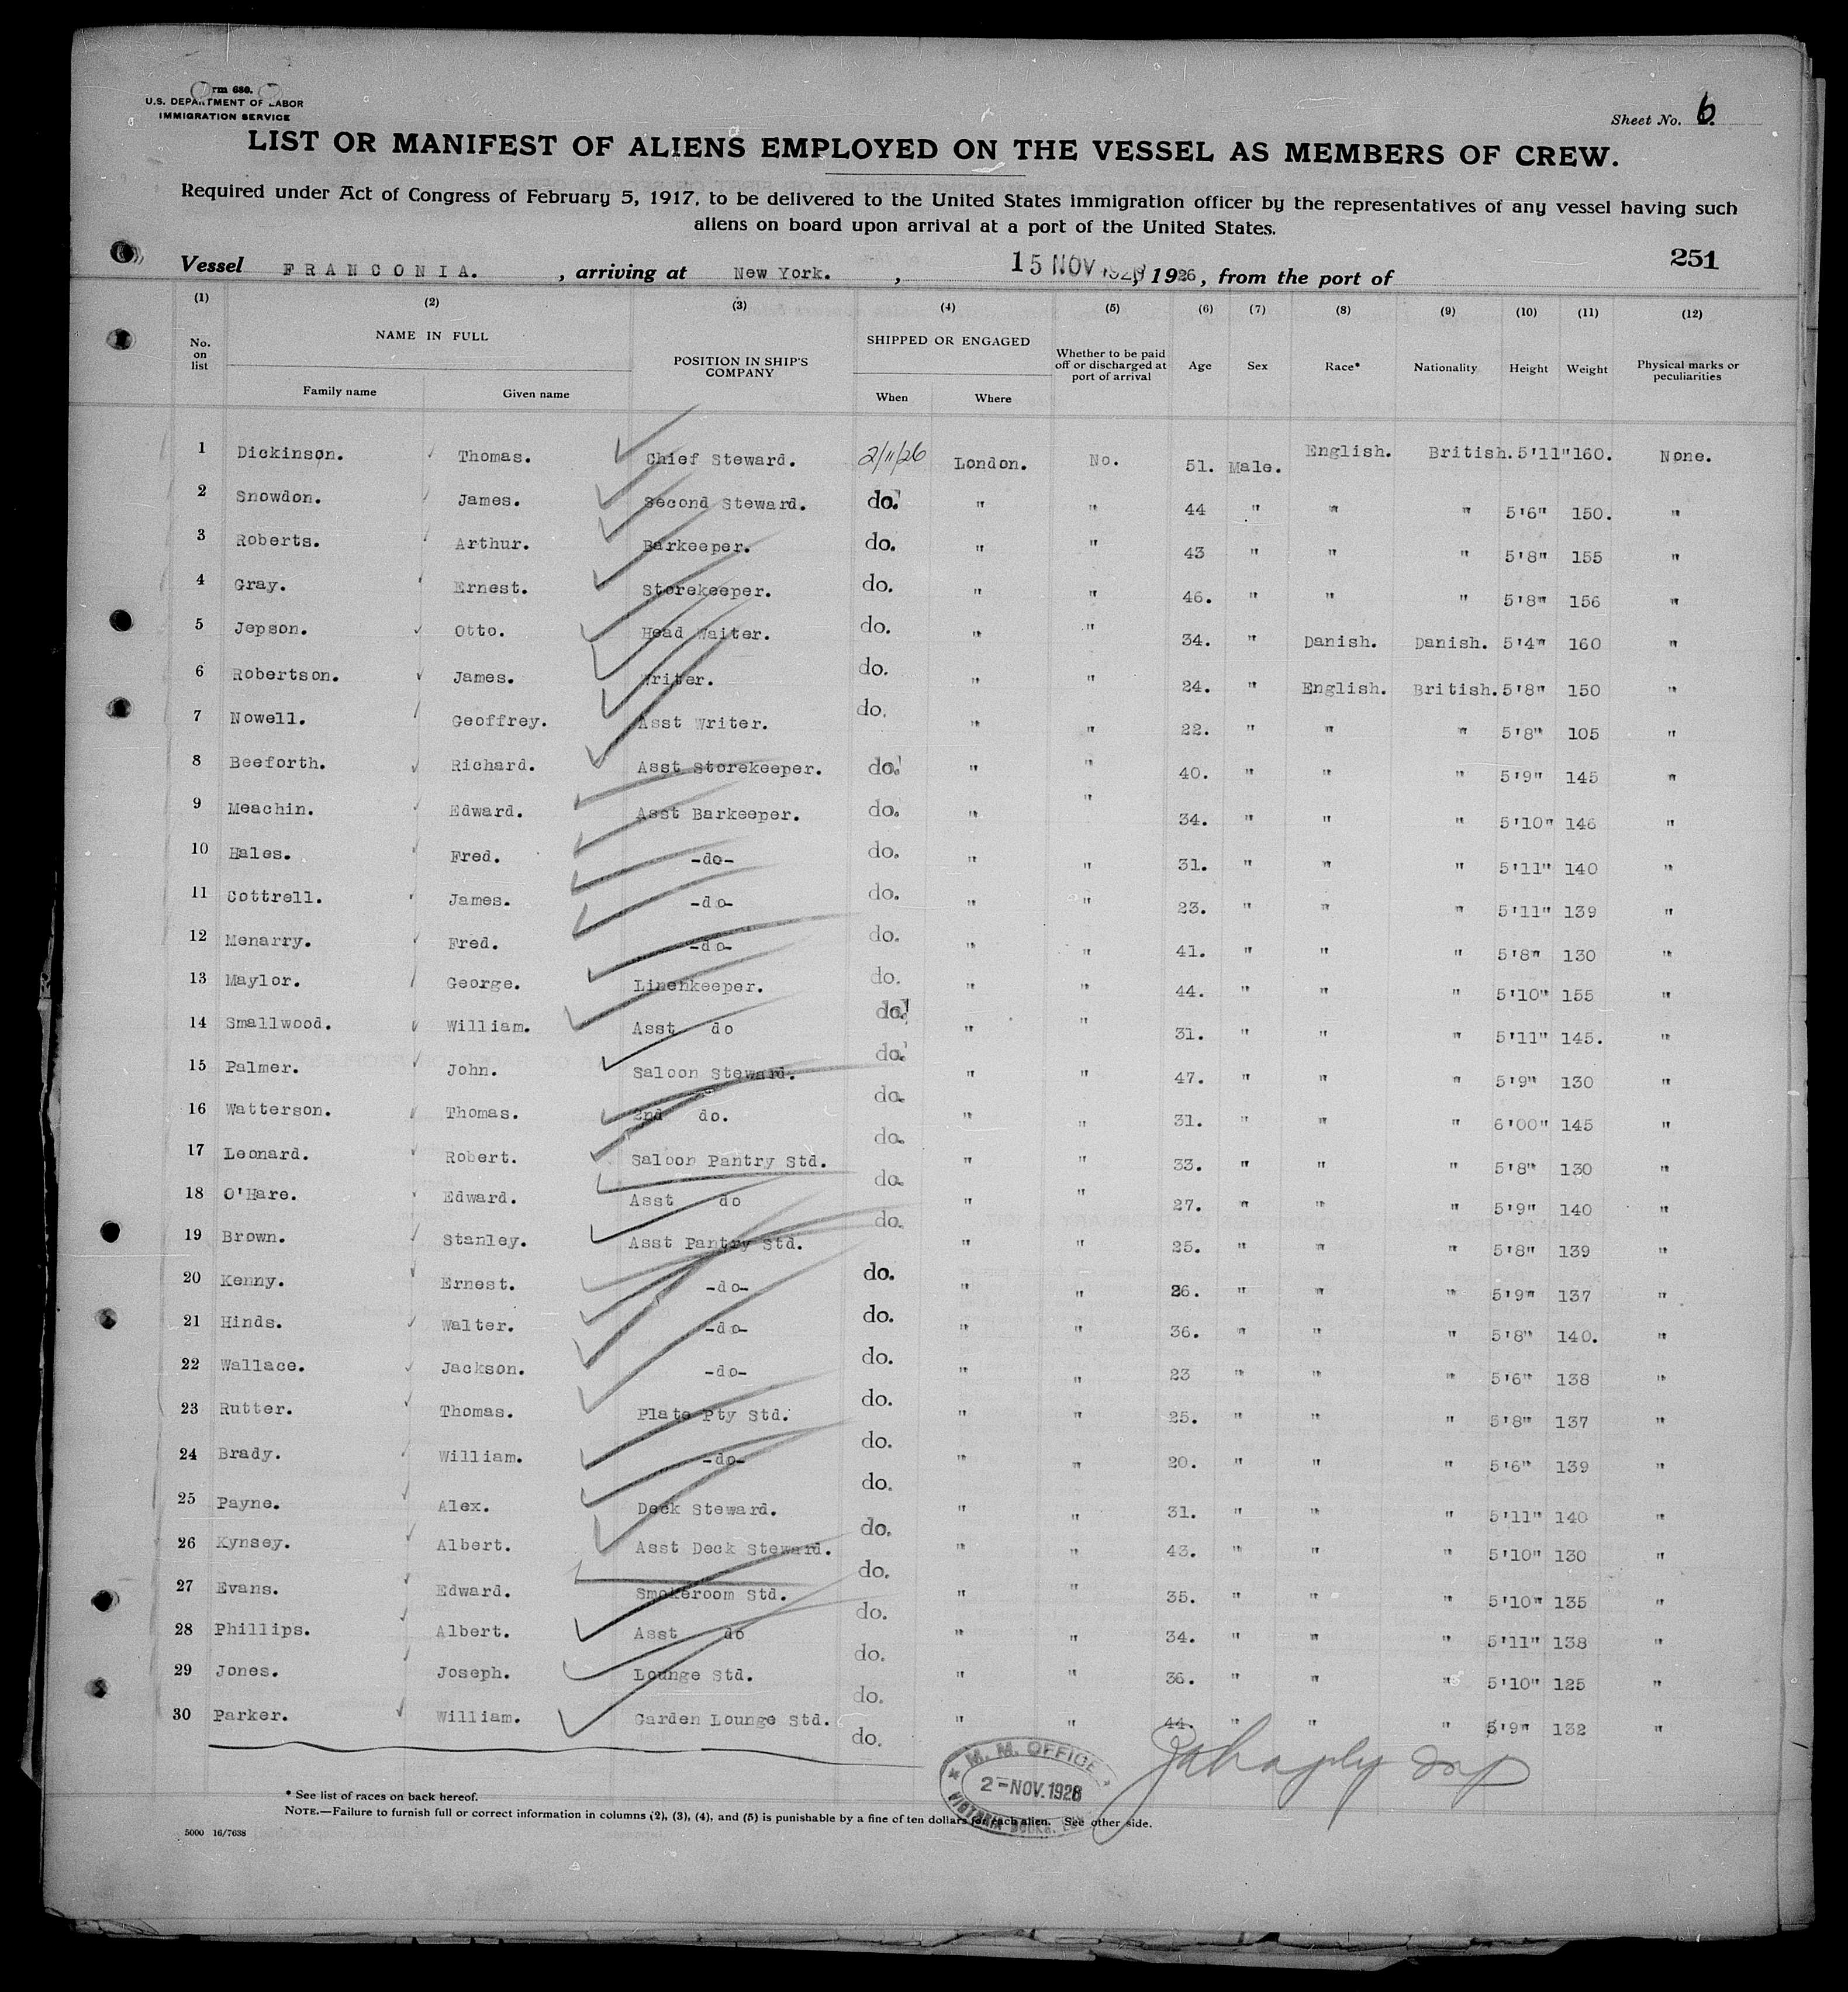 Form 680.
U.S. DEPARTMENT OF LABOR
IMMIGRATION SERVICE
Sheet No. 6.
LIST OR MANIFEST OF ALIENS EMPLOYED ON THE VESSEL AS MEMBERS OF CREW.
Required under Act of Congress of February 5, 1917, to be delivered to the United States immigration officer by the representatives of any vessel having such
aliens on board upon arrival at a port of the United States.
251
Vessel FRANCONIA. , arriving at New York. , 15 NOV 1926, 1926, from the port of
(1) (2) (3) (4) (5) (6) (7) (8) (9) (10) (11) (12)
No. on list NAME IN FULL Family name Given name POSITION IN SHIP'S COMPANY SHIPPED OR ENGAGED When Where Whether to be paid off or discharged at port of arrival Age Sex Race* Nationality Height Weight Physical marks or peculiarities
1 Dickinson. Thomas. Chief Steward. 2/11/26 London. No. 51. Male. English. British. 5'11" 160. None.
2 Snowdon. James. Second Steward. do. " " 44 " " " 5'6" 150. "
3 Roberts. Arthur. Barkeeper. do. " " 43 " " " 5'8" 155 "
4 Gray. Ernest. Storekeeper. do. " " 46. " " " 5'8" 156 "
5 Jepson. Otto. Head Waiter. do. " " 34. " Danish. Danish. 5'4" 160 "
6 Robertson. James. Writer. do. " " 24. " English. British. 5'8" 150 "
7 Nowell. Geoffrey. Asst Writer. do. " " 22. " " " 5'8" 105 "
8 Beeforth. Richard. Asst Storekeeper. do. " " 40. " " " 5'9" 145 "
9 Meachin. Edward. Asst Barkeeper. do. " " 34. " " " 5'10" 146 "
10 Hales. Fred. -do- do. " " 31. " " " 5'11" 140 "
11 Cottrell. James. -do- do. " " 23. " " " 5'11" 139 "
12 Menarry. Fred. -do- do. " " 41. " " " 5'8" 130 "
13 Maylor. George. Linenkeeper. do. " " 44. " " " 5'10" 155 "
14 Smallwood. William. Asst do do. " " 31. " " " 5'11" 145. "
15 Palmer. John. Saloon Steward. do. " " 47. " " " 5'9" 130 "
16 Watterson. Thomas. 2nd do. do. " " 31. " " " 6'00" 145 "
17 Leonard. Robert. Saloon Pantry Std. do. " " 33. " " " 5'8" 130 "
18 O'Hare. Edward. Asst do do. " " 27. " " " 5'9" 140 "
19 Brown. Stanley. Asst Pantry Std. do. " " 25. " " " 5'8" 139 "
20 Kenny. Ernest. -do- do. " " 26. " " " 5'9" 137 "
21 Hinds. Walter. -do- do. " " 36. " " " 5'8" 140. "
22 Wallace. Jackson. -do- do. " " 23 " " " 5'6" 138 "
23 Rutter. Thomas. Plate Pty Std. do. " " 25. " " " 5'8" 137 "
24 Brady. William. -do- do. " " 20. " " " 5'6" 139 "
25 Payne. Alex. Deck Steward. do. " " 31. " " " 5'11" 140 "
26 Kynsey. Albert. Asst Deck Steward. do. " " 43. " " " 5'10" 130 "
27 Evans. Edward. Smokeroom Std. do. " " 35. " " " 5'10" 135 "
28 Phillips. Albert. Asst do do. " " 34. " " " 5'11" 138 "
29 Jones. Joseph. Lounge Std. do. " " 36. " " " 5'10" 125 "
30 Parker. William. Garden Lounge Std. do. " " 44. " " " 5'9" 132 "
do.
M. M. OFFICE
2-NOV.1926
VICTORIA DOCKS.
* See list of races on back hereof.
NOTE.—Failure to furnish full or correct information in columns (2), (3), (4), and (5) is punishable by a fine of ten dollars for each alien. See other side.
5000 16/7638